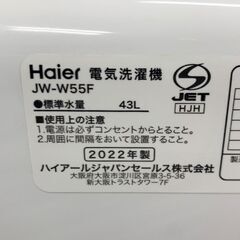 Haier 電気洗濯機
JW-W55F
JET
HJH
●標準水量 43L
■使用上の注意
1.電源は必ずコンセントからとること。
2.周囲に間隔をおいて設置すること。
2022年製
ハイアールジャパンセールス株式会社
大阪府大阪市淀川区宮原3-5-36
新大阪トラストタワー7F